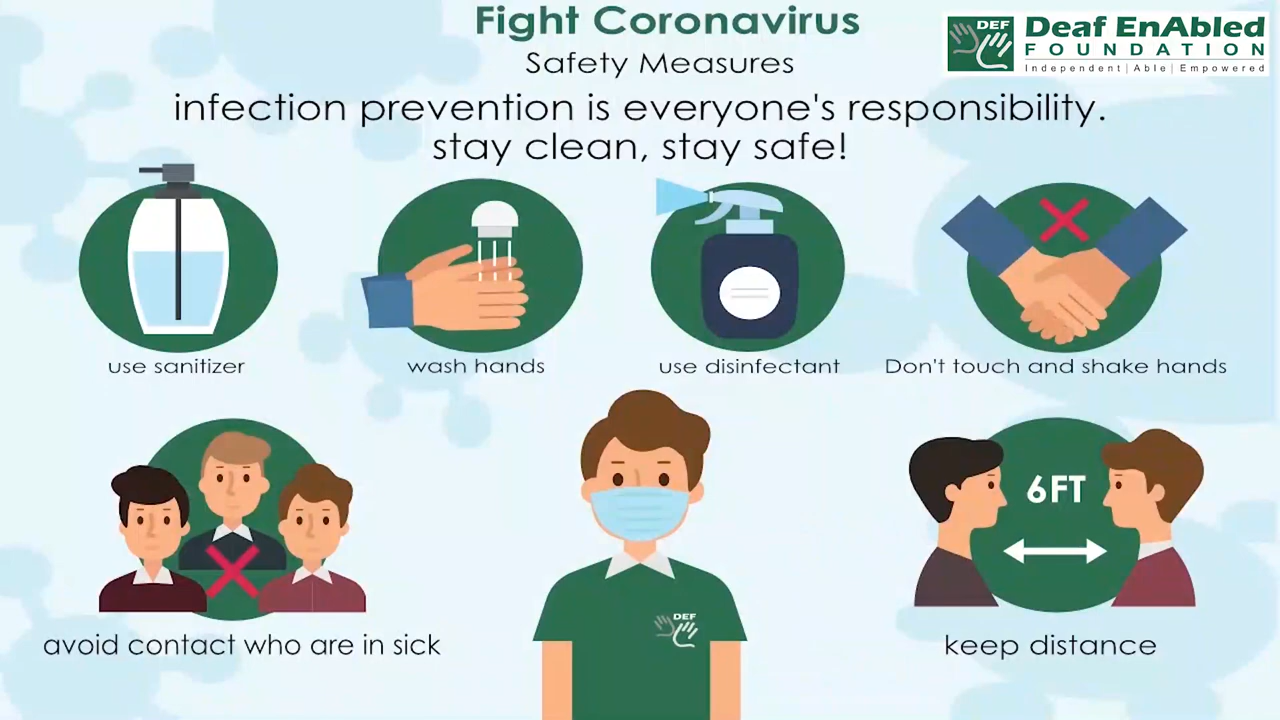 Fight Coronavirus
Safety Measures
DEF
Deaf EnAbled
FOUNDATION
Independent | Able | Empowered
infection prevention is everyone's responsibility.
stay clean, stay safe!
use sanitizer
wash hands
use disinfectant
Don't touch and shake hands
6FT
DEF
avoid contact who are in sick
keep distance